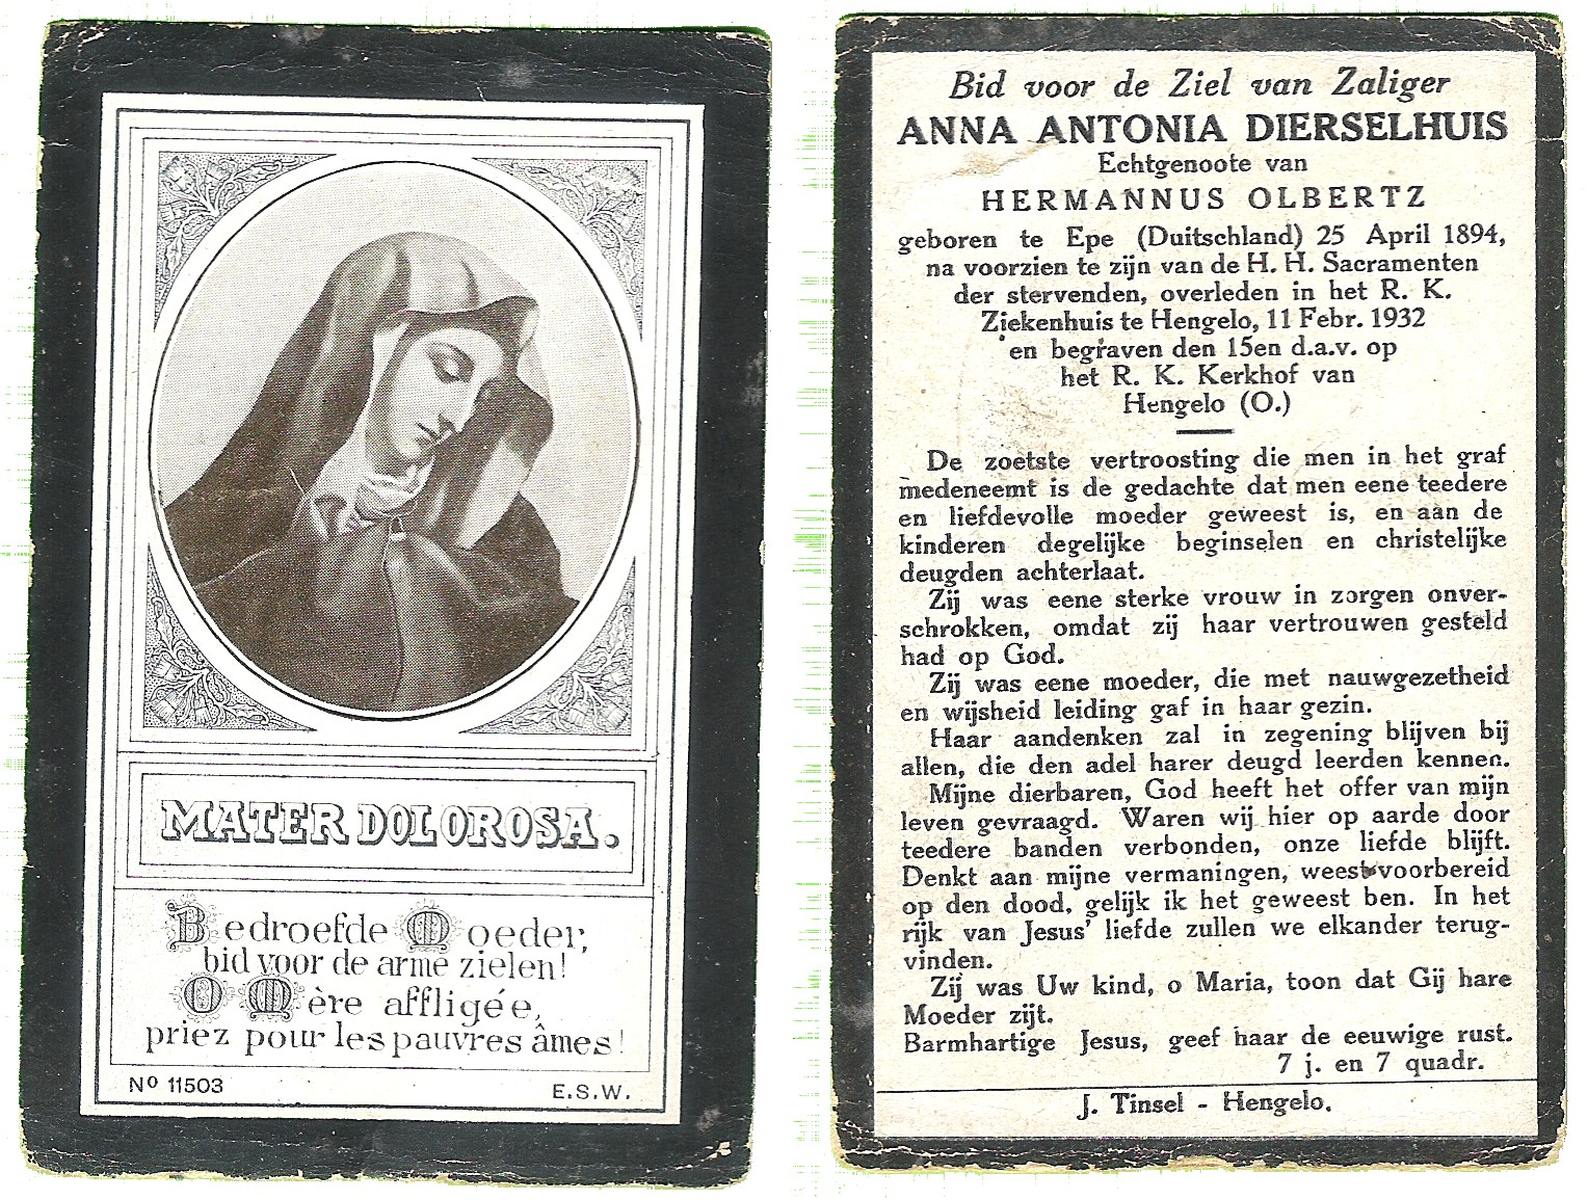 MATER DOLOROSA.
Bedroefde Moeder,
bid voor de arme zielen!
O Mère affligée,
priez pour les pauvres âmes!
Nº 11503
E.S.W.
Bid voor de Ziel van Zaliger
ANNA ANTONIA DIERSELHUIS
Echtgenoote van
HERMANNUS OLBERTZ
geboren te Epe (Duitschland) 25 April 1894,
na voorzien te zijn van de H. H. Sacramenten
der stervenden, overleden in het R. K.
Ziekenhuis te Hengelo, 11 Febr. 1932
en begraven den 15en d.a.v. op
het R. K. Kerkhof van
Hengelo (O.)
De zoetste vertroosting die men in het graf
medeneemt is de gedachte dat men eene teedere
en liefdevolle moeder geweest is, en aan de
kinderen degelijke beginselen en christelijke
deugden achterlaat.
Zij was eene sterke vrouw in zorgen onver-
schrokken, omdat zij haar vertrouwen gesteld
had op God.
Zij was eene moeder, die met nauwgezetheid
en wijsheid leiding gaf in haar gezin.
Haar aandenken zal in zegening blijven bij
allen, die den adel harer deugd leerden kennen.
Mijne dierbaren, God heeft het offer van mijn
leven gevraagd. Waren wij hier op aarde door
teedere banden verbonden, onze liefde blijft.
Denkt aan mijne vermaningen, weest voorbereid
op den dood, gelijk ik het geweest ben. In het
rijk van Jesus' liefde zullen we elkander terug-
vinden.
Zij was Uw kind, o Maria, toon dat Gij hare
Moeder zijt.
Barmhartige Jesus, geef haar de eeuwige rust.
7 j. en 7 quadr.
J. Tinsel - Hengelo.